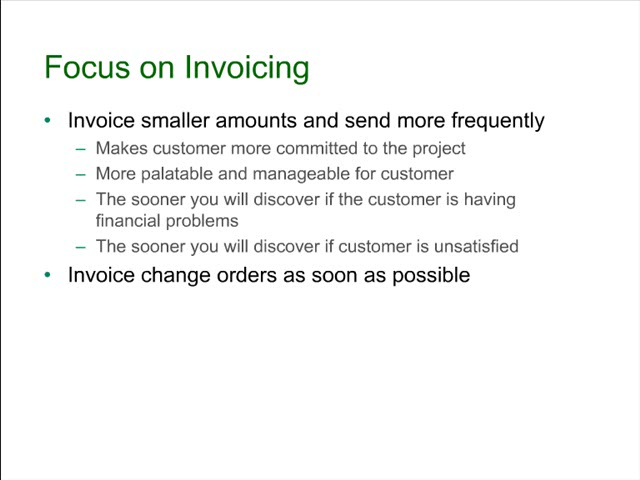 Focus on Invoicing
• Invoice smaller amounts and send more frequently
– Makes customer more committed to the project
– More palatable and manageable for customer
– The sooner you will discover if the customer is having
financial problems
– The sooner you will discover if customer is unsatisfied
• Invoice change orders as soon as possible